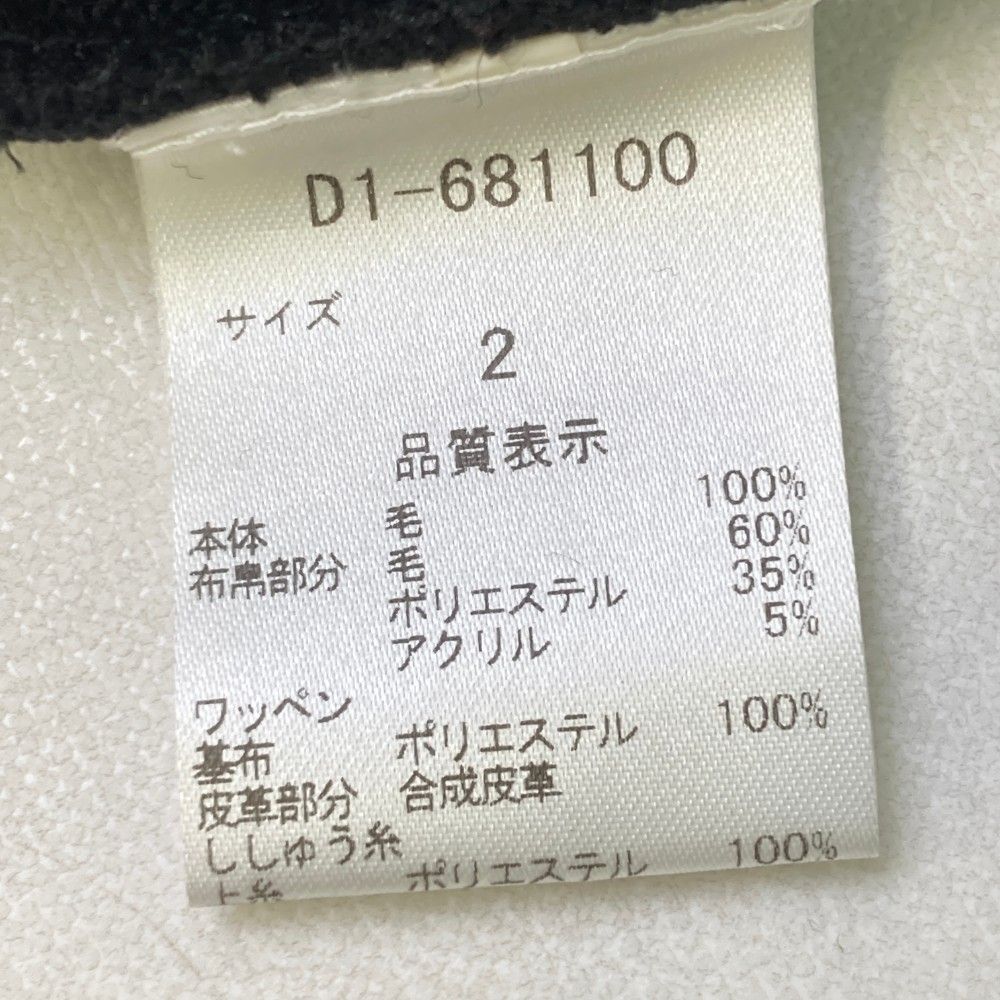 D1-681100
サイズ
2
品質表示
本体 毛 100%
布帛部分 毛 60%
ポリエステル 35%
アクリル 5%
ワッペン
基布 ポリエステル 100%
皮革部分 合成皮革
ししゅう糸
上糸 ポリエステル 100%